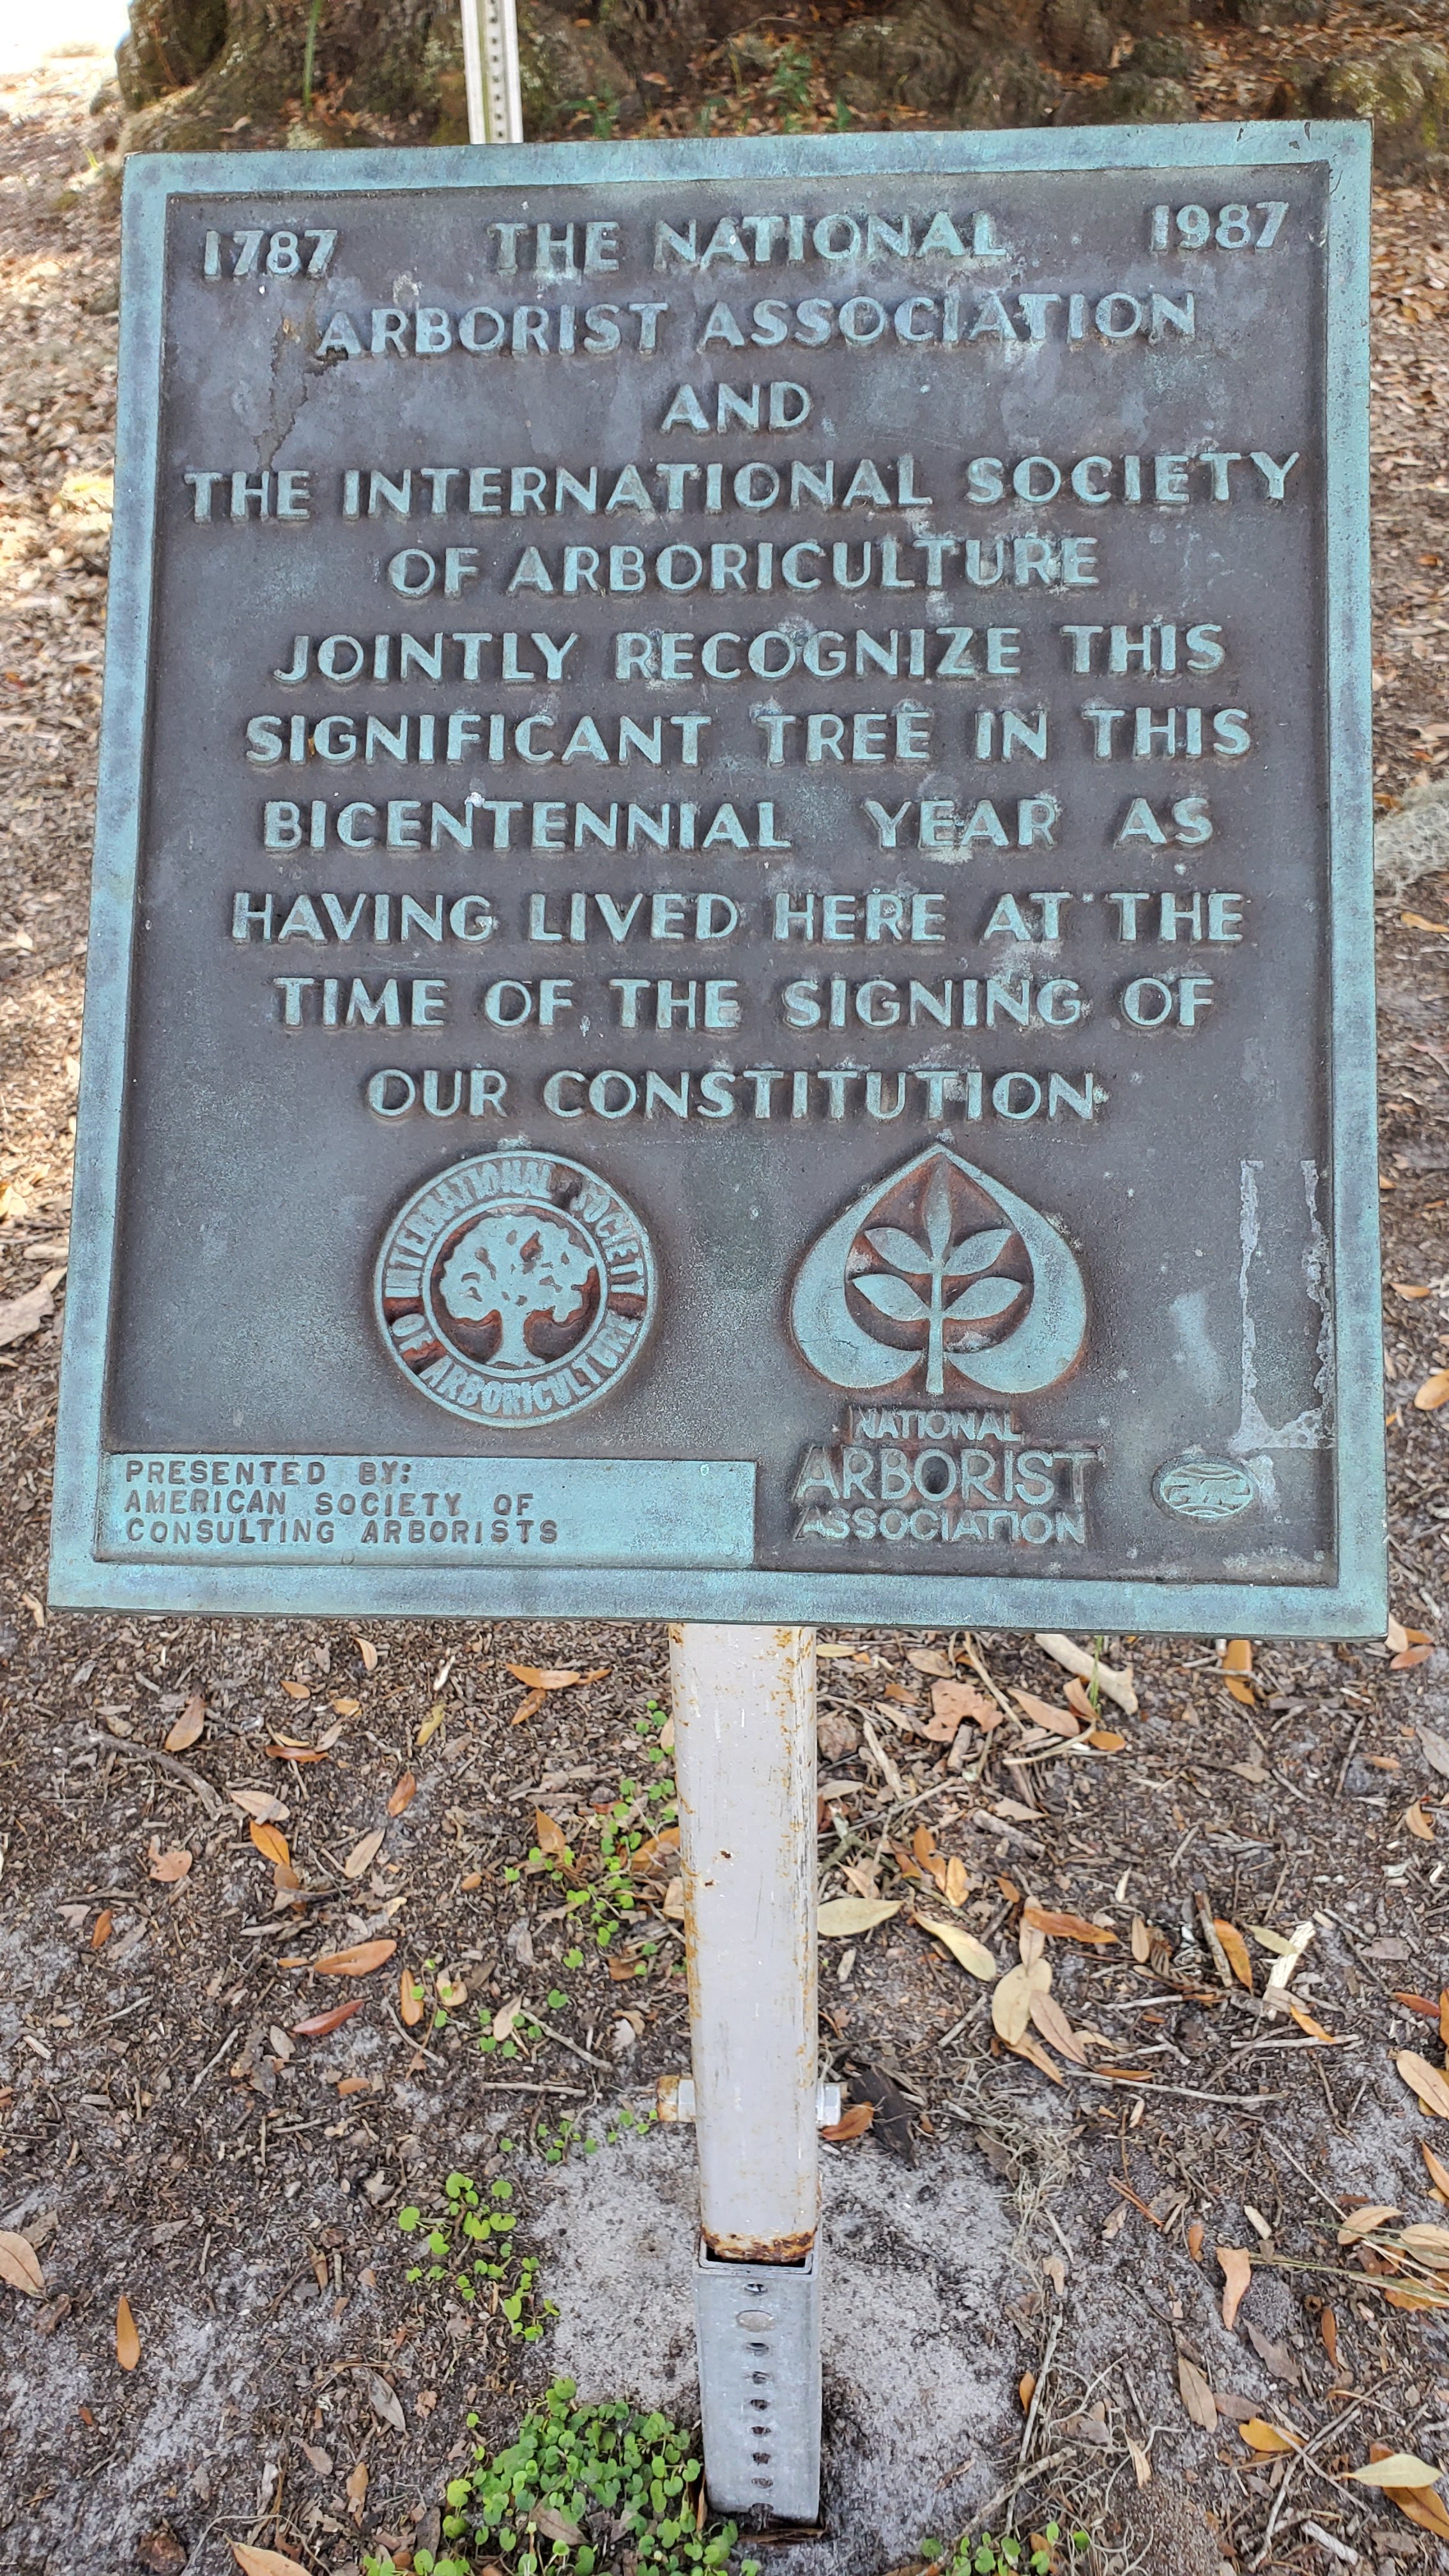 1787 THE NATIONAL 1987
ARBORIST ASSOCIATION
AND
THE INTERNATIONAL SOCIETY
OF ARBORICULTURE
JOINTLY RECOGNIZE THIS
SIGNIFICANT TREE IN THIS
BICENTENNIAL YEAR AS
HAVING LIVED HERE AT THE
TIME OF THE SIGNING OF
OUR CONSTITUTION
INTERNATIONAL SOCIETY
OF ARBORICULTURE
NATIONAL
ARBORIST
ASSOCIATION
PRESENTED BY:
AMERICAN SOCIETY OF
CONSULTING ARBORISTS